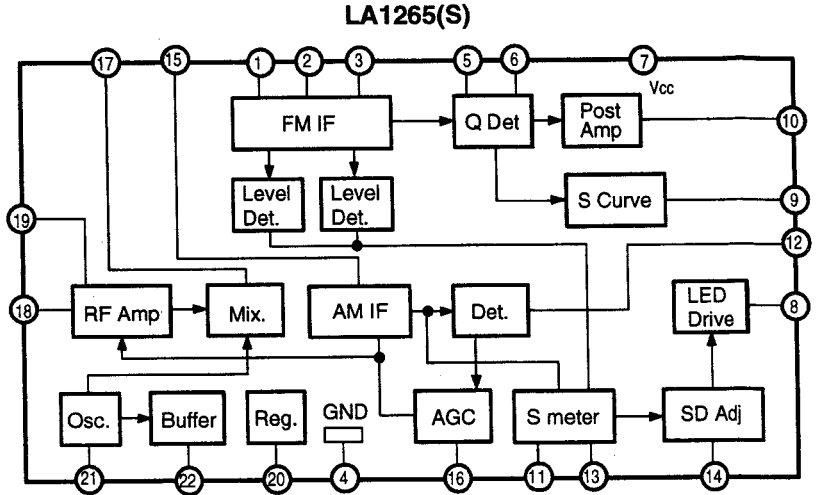 LA1265(S)
17
15
1
2
3
5
6
7
Vcc
FM IF
Q Det
Post
Amp
10
Level
Det.
Level
Det.
S Curve
9
19
12
18
RF Amp
Mix.
AM IF
Det.
LED
Drive
8
Osc.
Buffer
Reg.
GND
AGC
S meter
SD Adj
21
22
20
4
16
11
13
14